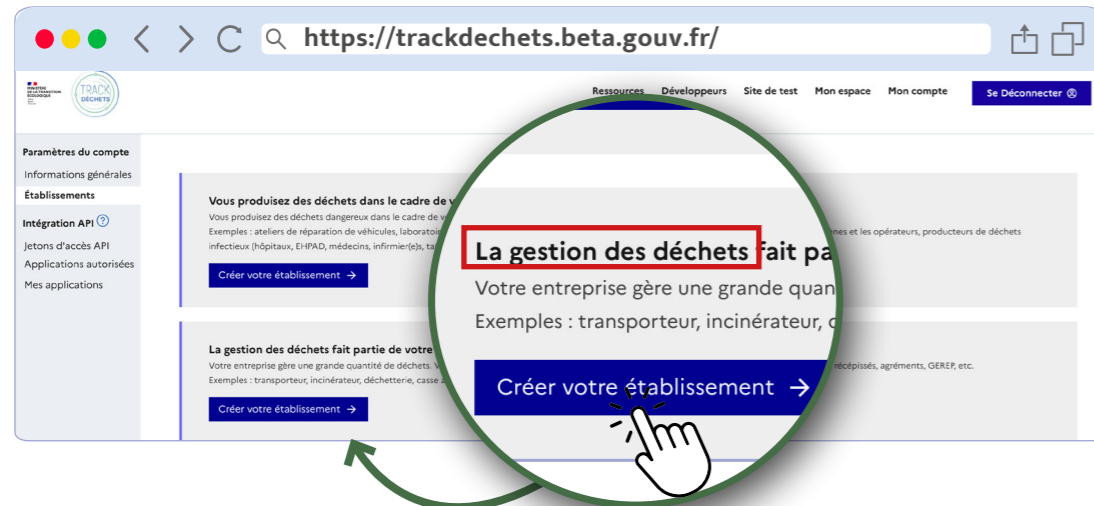 https://trackdechets.beta.gouv.fr/
MINISTÈRE
DE LA TRANSITION
ÉCOLOGIQUE
TRACK
DÉCHETS
Ressources Développeurs Site de test Mon espace Mon compte Se Déconnecter
Paramètres du compte
Informations générales
Établissements
Intégration API ?
Jetons d'accès API
Applications autorisées
Mes applications
Vous produisez des déchets dans le cadre de v
Vous produisez des déchets dangereux dans le cadre de v
Exemples : ateliers de réparation de véhicules, laboratoir nes et les opérateurs, producteurs de déchets
infectieux (hôpitaux, EHPAD, médecins, infirmier(e)s, ta
Créer votre établissement →
La gestion des déchets fait partie de votre
Votre entreprise gère une grande quantité de déchets. V récépissés, agréments, GEREP, etc.
Exemples : transporteur, incinérateur, déchetterie, casse a
Créer votre établissement →
La gestion des déchets fait pa
Votre entreprise gère une grande quan
Exemples : transporteur, incinérateur, d
Créer votre établissement →